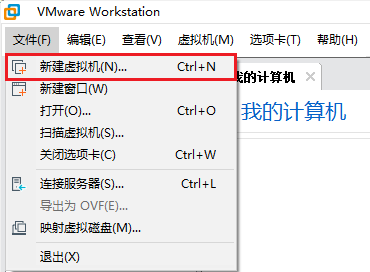 VMware Workstation
文件(F) 编辑(E) 查看(V) 虚拟机(M) 选项卡(T) 帮助(H)
新建虚拟机(N)... Ctrl+N
我的计算机
新建窗口(W)
打开(O)... Ctrl+O
我的计算机
扫描虚拟机(S)...
关闭选项卡(C) Ctrl+W
连接服务器(S)... Ctrl+L
导出为 OVF(E)...
映射虚拟磁盘(M)...
退出(X)